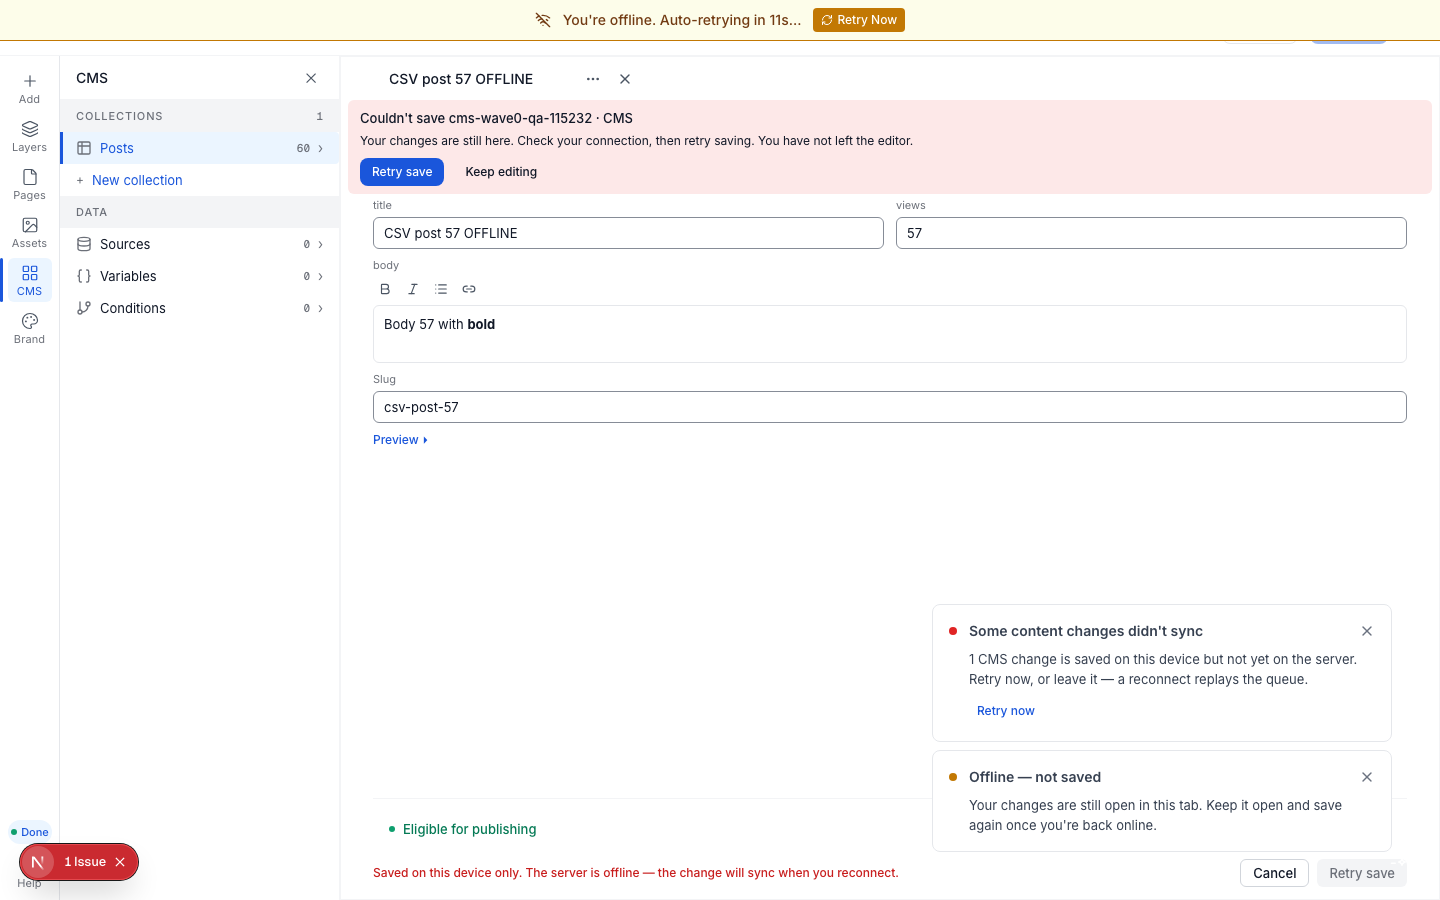 You're offline. Auto-retrying in 11s...
Retry Now
Add
Layers
Pages
Assets
CMS
Brand
Done
1 Issue
Help
CMS
COLLECTIONS 1
Posts 60
+ New collection
DATA
Sources 0
Variables 0
Conditions 0
CSV post 57 OFFLINE
Couldn't save cms-wave0-qa-115232 · CMS
Your changes are still here. Check your connection, then retry saving. You have not left the editor.
Retry save
Keep editing
title
CSV post 57 OFFLINE
views
57
body
Body 57 with bold
Slug
csv-post-57
Preview
Some content changes didn't sync
1 CMS change is saved on this device but not yet on the server.
Retry now, or leave it — a reconnect replays the queue.
Retry now
Offline — not saved
Your changes are still open in this tab. Keep it open and save
again once you're back online.
Eligible for publishing
Saved on this device only. The server is offline — the change will sync when you reconnect.
Cancel
Retry save